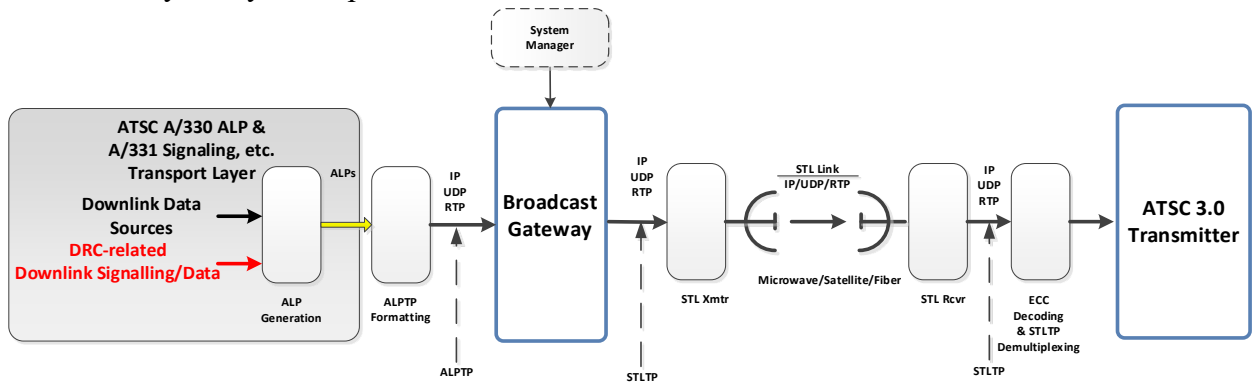 System
Manager
ATSC A/330 ALP &
A/331 Signaling, etc.
Transport Layer
ALPs
Downlink Data
Sources
DRC-related
Downlink Signalling/Data
ALP
Generation
ALPTP
Formatting
IP
UDP
RTP
ALPTP
Broadcast
Gateway
IP
UDP
RTP
STLTP
STL Xmtr
STL Link
IP/UDP/RTP
Microwave/Satellite/Fiber
STL Rcvr
IP
UDP
RTP
STLTP
ECC
Decoding
& STLTP
Demultiplexing
ATSC 3.0
Transmitter